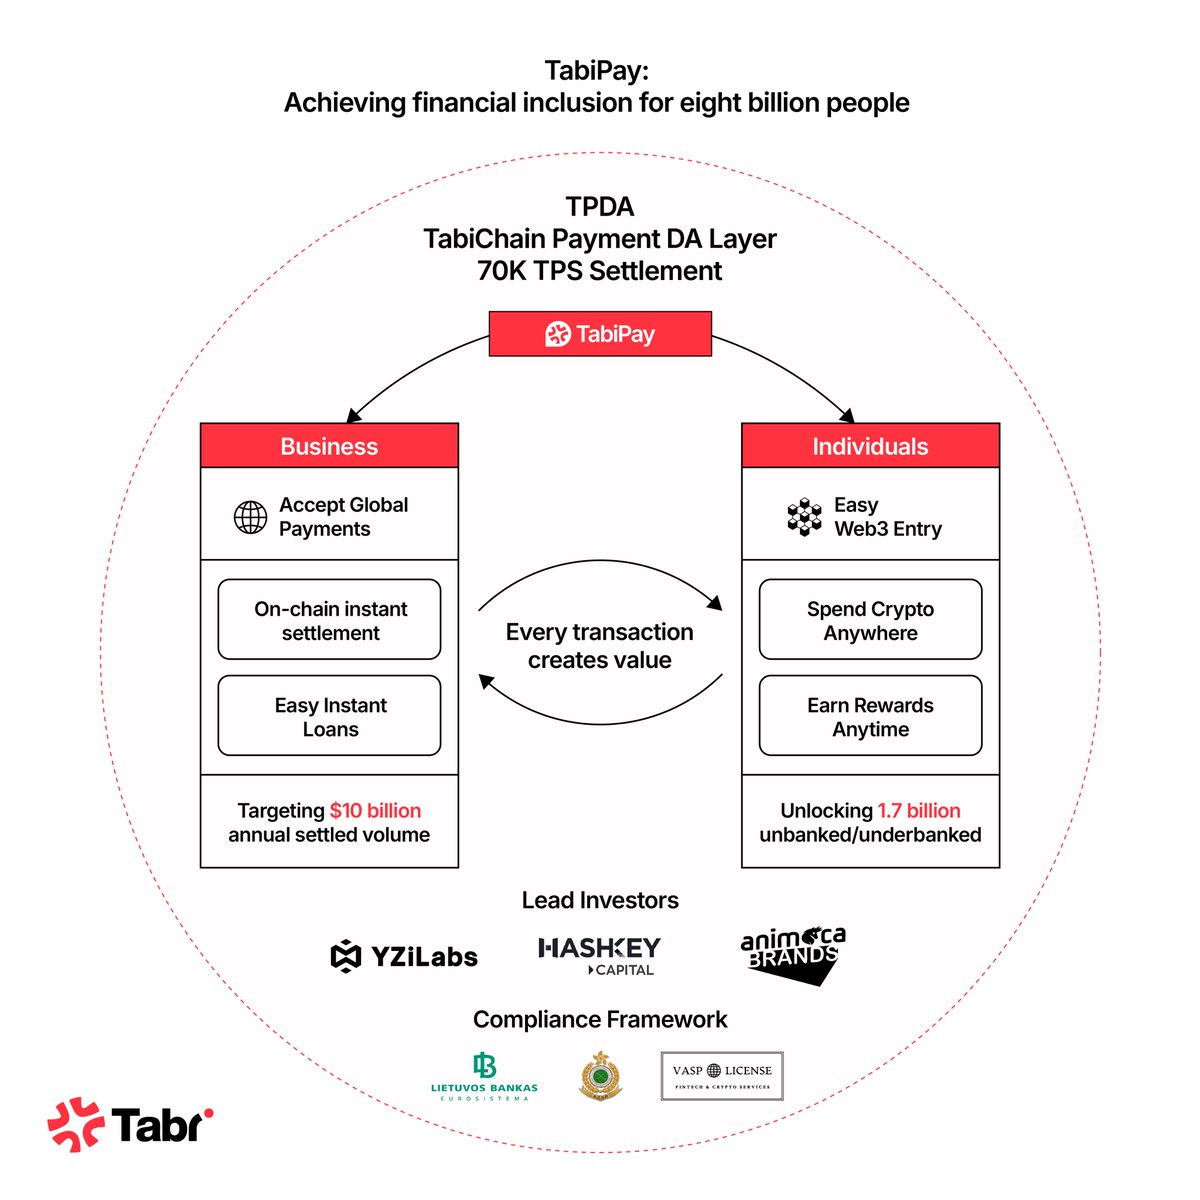 TabiPay:
Achieving financial inclusion for eight billion people
TPDA
TabiChain Payment DA Layer
70K TPS Settlement
TabiPay
Business
Accept Global
Payments
On-chain instant
settlement
Easy Instant
Loans
Targeting $10 billion
annual settled volume
Every transaction
creates value
Individuals
Easy
Web3 Entry
Spend Crypto
Anywhere
Earn Rewards
Anytime
Unlocking 1.7 billion
unbanked/underbanked
Lead Investors
YZiLabs
HASHKEY
CAPITAL
animoca
BRANDS
Compliance Framework
LIETUVOS BANKAS
EUROSISTEMA
VASP LICENSE
FINTECH & CRYPTO SERVICES
Tabi